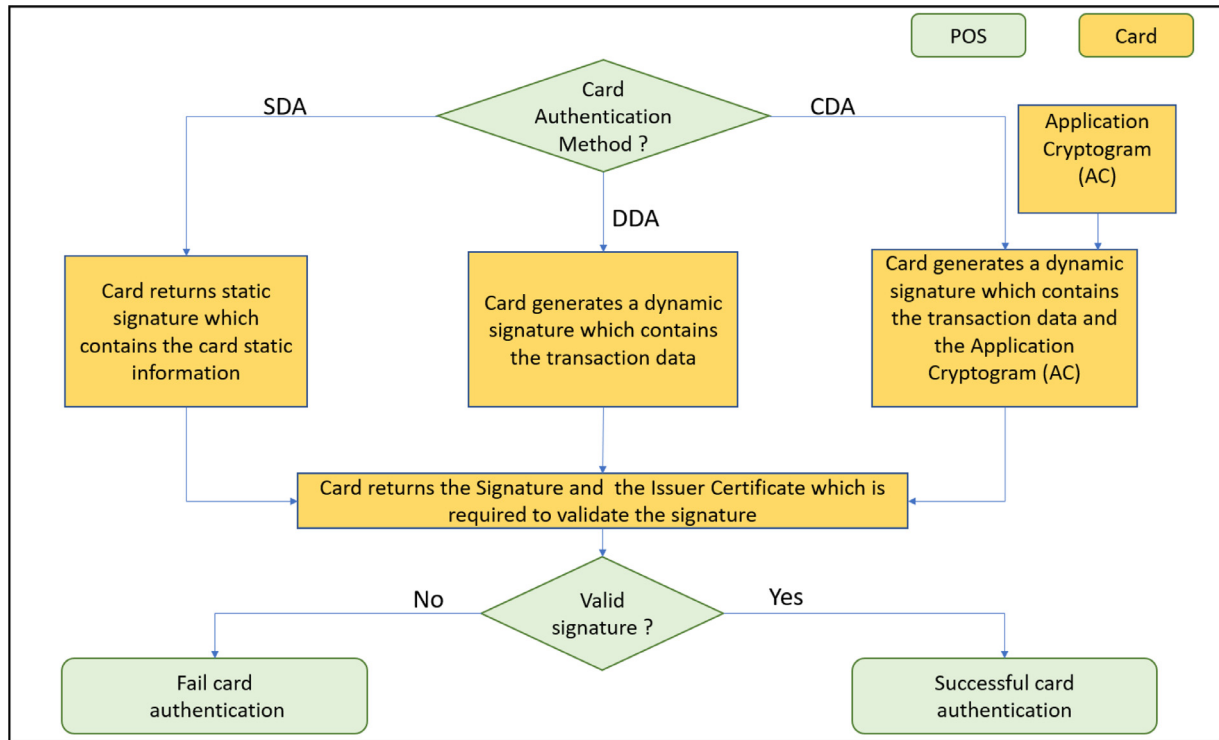 POS
Card
Card
Authentication
Method ?
SDA
CDA
DDA
Application
Cryptogram
(AC)
Card returns static
signature which
contains the card static
information
Card generates a dynamic
signature which contains
the transaction data
Card generates a dynamic
signature which contains
the transaction data and
the Application
Cryptogram (AC)
Card returns the Signature and  the Issuer Certificate which is
required to validate the signature
No
Valid
signature ?
Yes
Fail card
authentication
Successful card
authentication